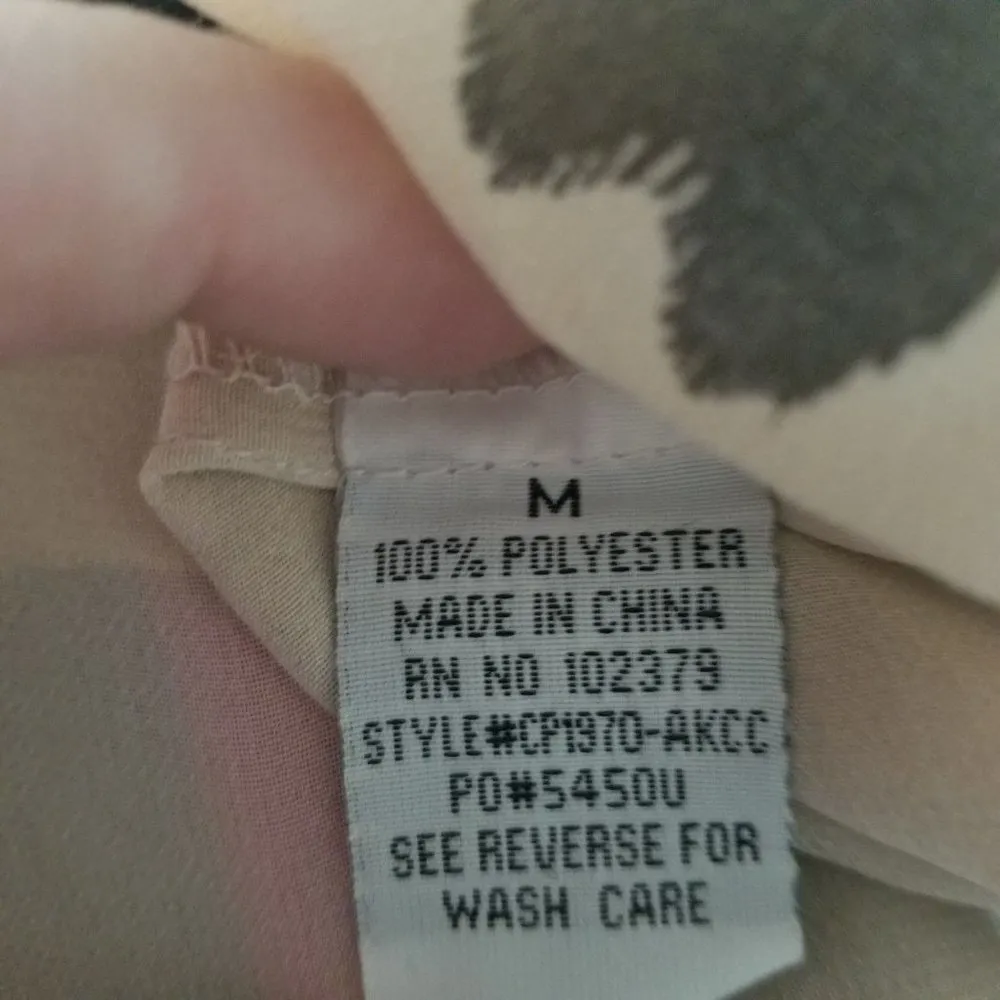 M
100% POLYESTER
MADE IN CHINA
RN NO 102379
STYLE#CP1970-AKCC
PO#5450U
SEE REVERSE FOR
WASH CARE